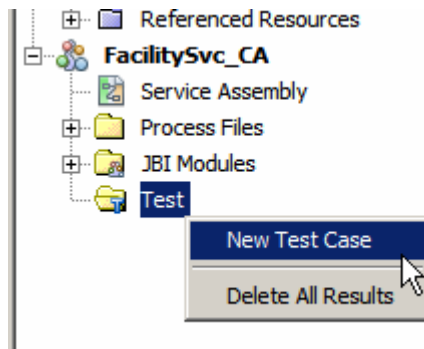 Referenced Resources
FacilitySvc_CA
Service Assembly
Process Files
JBI Modules
Test
New Test Case
Delete All Results